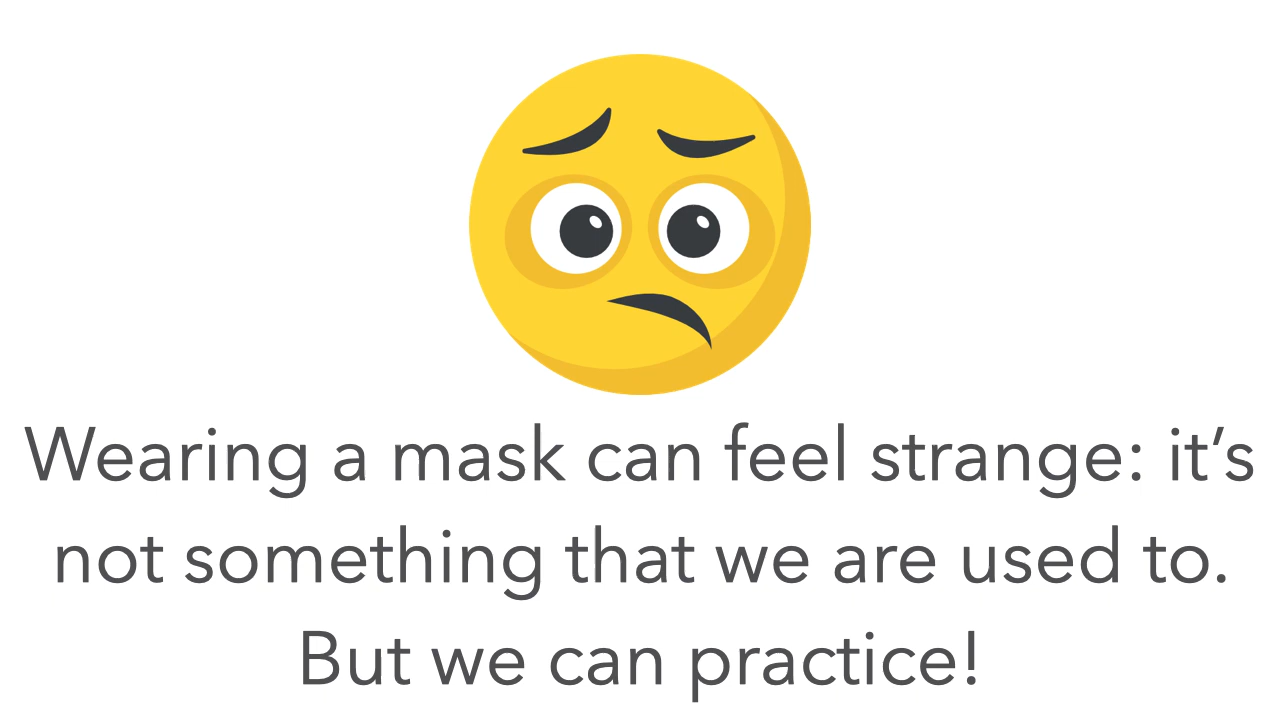 Wearing a mask can feel strange: it’s
not something that we are used to.
But we can practice!